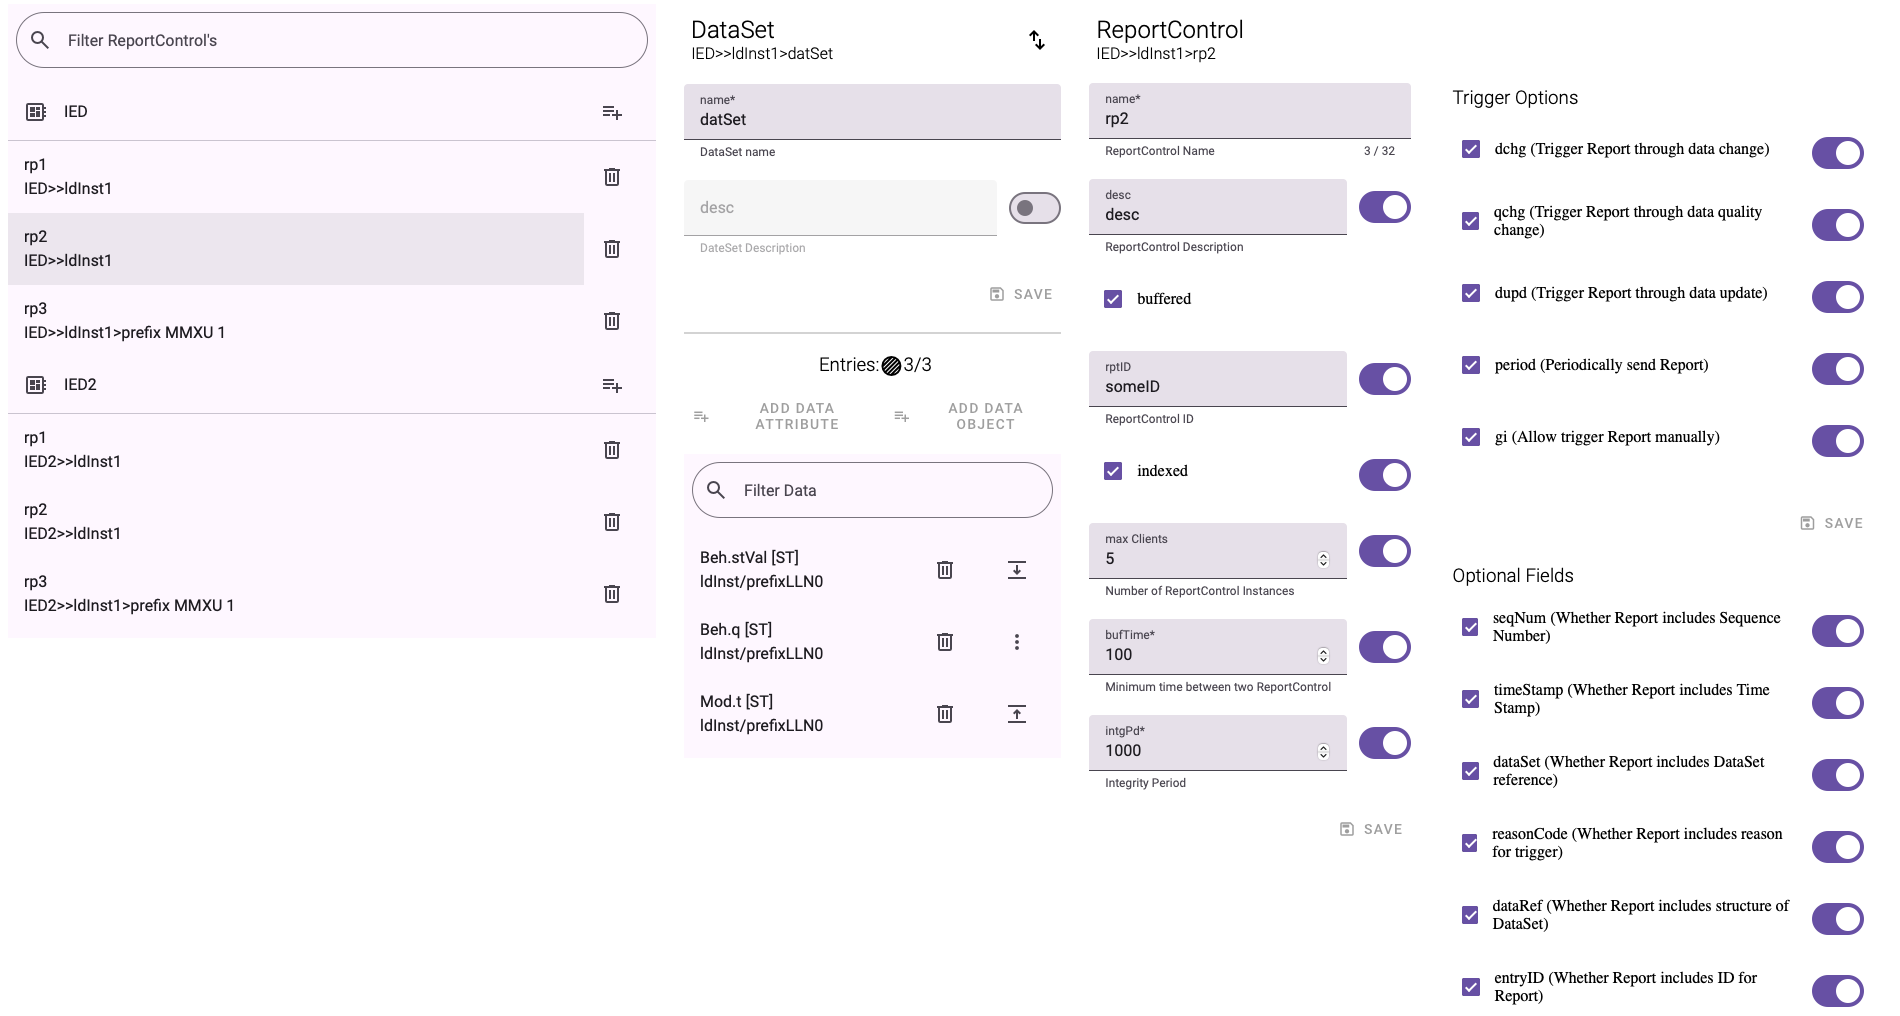 Filter ReportControl's
IED
rp1
IED>>ldInst1
rp2
IED>>ldInst1
rp3
IED>>ldInst1>prefix MMXU 1
IED2
rp1
IED2>>ldInst1
rp2
IED2>>ldInst1
rp3
IED2>>ldInst1>prefix MMXU 1
DataSet
IED>>ldInst1>datSet
name*
datSet
DataSet name
desc
DateSet Description
SAVE
Entries: 3/3
ADD DATA
ATTRIBUTE
ADD DATA
OBJECT
Filter Data
Beh.stVal [ST]
ldInst/prefixLLN0
Beh.q [ST]
ldInst/prefixLLN0
Mod.t [ST]
ldInst/prefixLLN0
ReportControl
IED>>ldInst1>rp2
name*
rp2
ReportControl Name 3 / 32
desc
desc
ReportControl Description
buffered
rptID
someID
ReportControl ID
indexed
max Clients
5
Number of ReportControl Instances
bufTime*
100
Minimum time between two ReportControl
intgPd*
1000
Integrity Period
SAVE
Trigger Options
dchg (Trigger Report through data change)
qchg (Trigger Report through data quality
change)
dupd (Trigger Report through data update)
period (Periodically send Report)
gi (Allow trigger Report manually)
SAVE
Optional Fields
seqNum (Whether Report includes Sequence
Number)
timeStamp (Whether Report includes Time
Stamp)
dataSet (Whether Report includes DataSet
reference)
reasonCode (Whether Report includes reason
for trigger)
dataRef (Whether Report includes structure of
DataSet)
entryID (Whether Report includes ID for
Report)